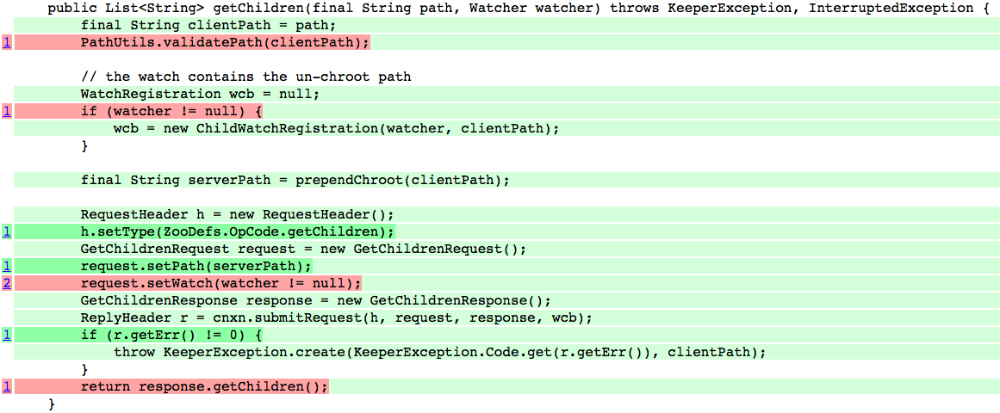 public List<String> getChildren(final String path, Watcher watcher) throws KeeperException, InterruptedException {
final String clientPath = path;
1 PathUtils.validatePath(clientPath);
// the watch contains the un-chroot path
WatchRegistration wcb = null;
1 if (watcher != null) {
wcb = new ChildWatchRegistration(watcher, clientPath);
}
final String serverPath = prependChroot(clientPath);
RequestHeader h = new RequestHeader();
1 h.setType(ZooDefs.OpCode.getChildren);
GetChildrenRequest request = new GetChildrenRequest();
1 request.setPath(serverPath);
2 request.setWatch(watcher != null);
GetChildrenResponse response = new GetChildrenResponse();
ReplyHeader r = cnxn.submitRequest(h, request, response, wcb);
1 if (r.getErr() != 0) {
throw KeeperException.create(KeeperException.Code.get(r.getErr()), clientPath);
}
1 return response.getChildren();
}